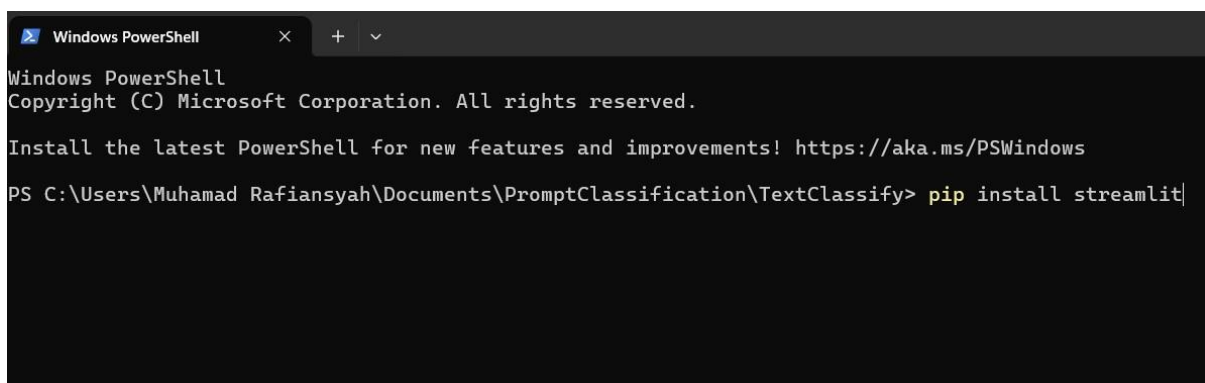 Windows PowerShell
Windows PowerShell
Copyright (C) Microsoft Corporation. All rights reserved.
Install the latest PowerShell for new features and improvements! https://aka.ms/PSWindows
PS C:\Users\Muhamad Rafiansyah\Documents\PromptClassification\TextClassify> pip install streamlit